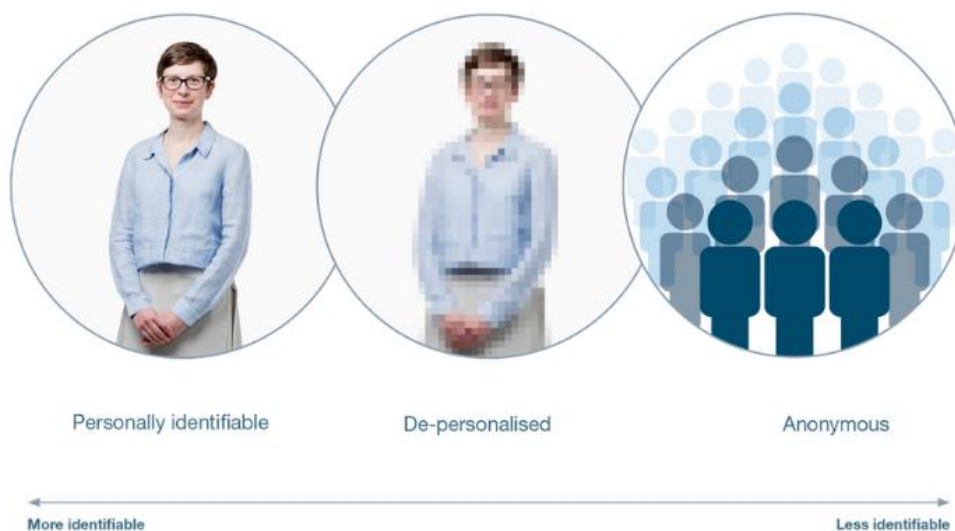 Personally identifiable
De-personalised
Anonymous
More identifiable
Less identifiable